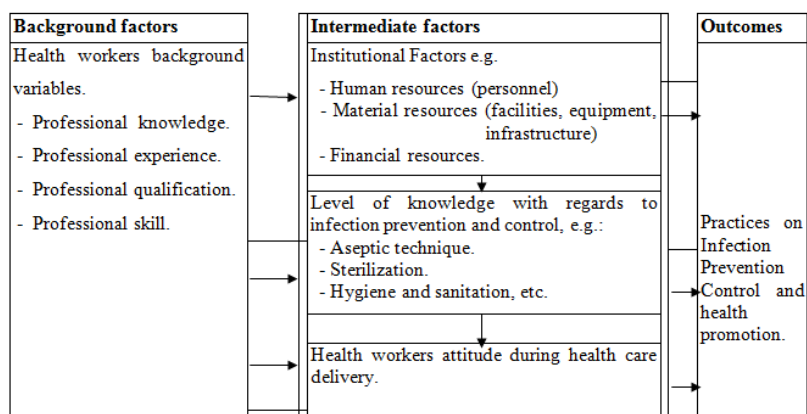 Background factors
Health workers background
variables.
- Professional knowledge.
- Professional experience.
- Professional qualification.
- Professional skill.
Intermediate factors
Institutional Factors e.g.
- Human resources (personnel)
- Material resources (facilities, equipment,
infrastructure)
- Financial resources.
Level of knowledge with regards to
infection prevention and control, e.g.:
- Aseptic technique.
- Sterilization.
- Hygiene and sanitation, etc.
Health workers attitude during health care
delivery.
Outcomes
Practices on
Infection
Prevention
Control and
health
promotion.